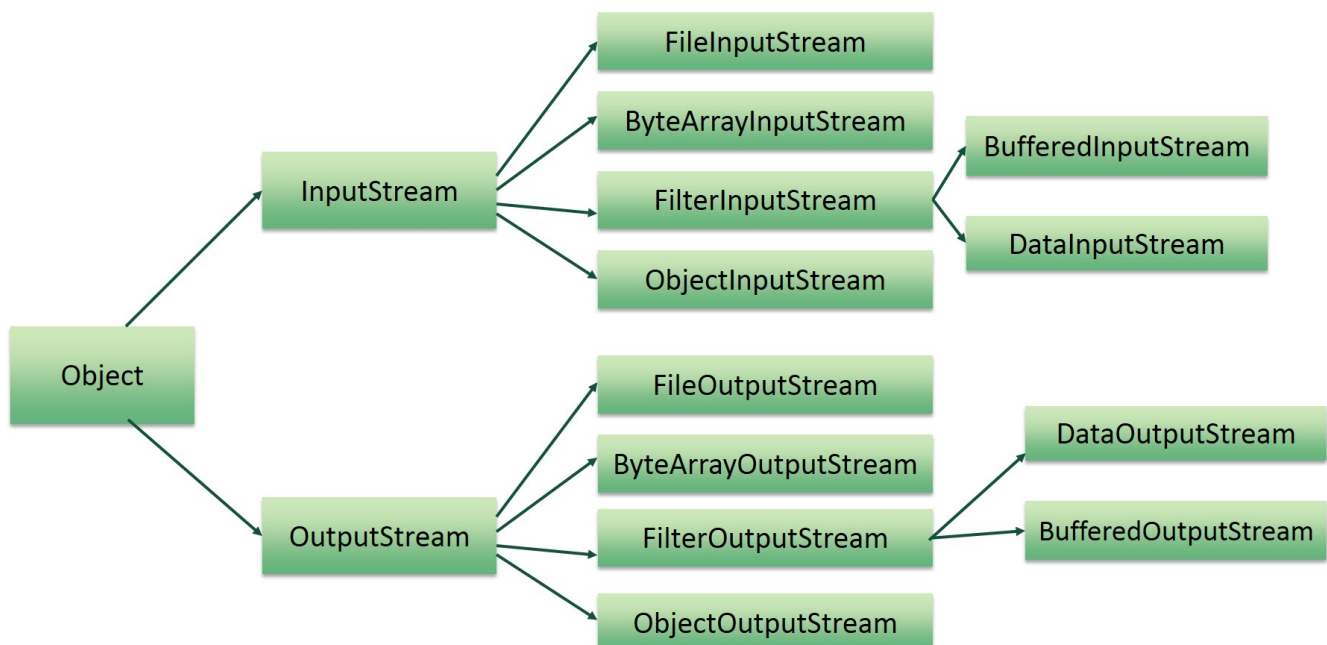 FileInputStream
ByteArrayInputStream
BufferedInputStream
InputStream
FilterInputStream
DataInputStream
ObjectInputStream
Object
FileOutputStream
DataOutputStream
ByteArrayOutputStream
OutputStream
FilterOutputStream
BufferedOutputStream
ObjectOutputStream